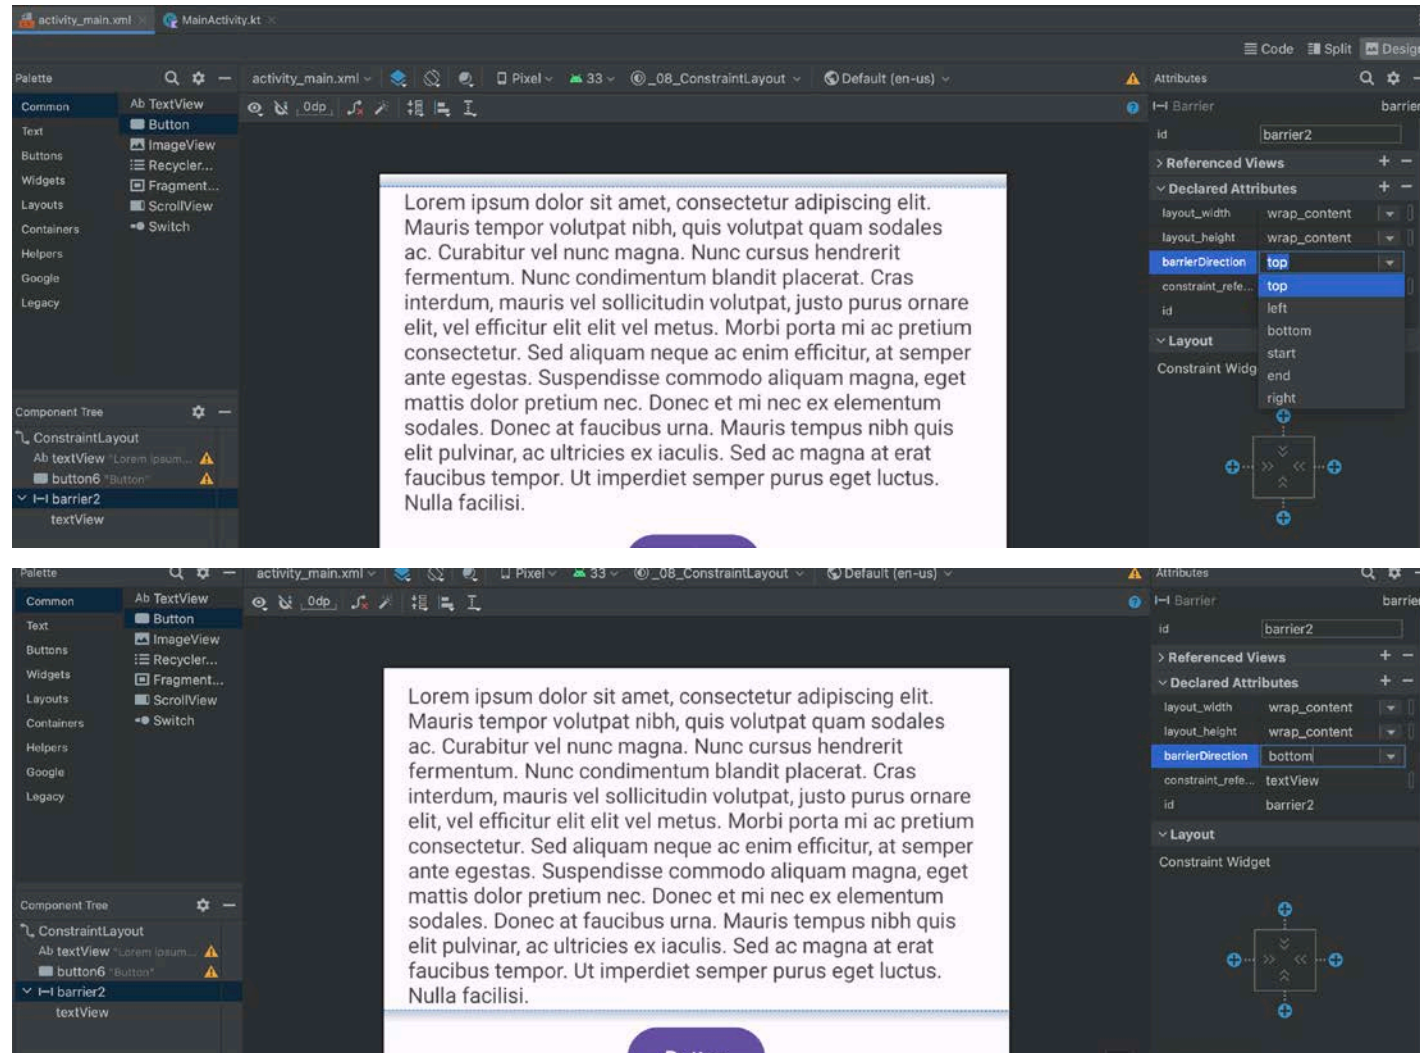 activity_main.xml
MainActivity.kt
Code
Split
Design
Palette
activity_main.xml
Pixel
33
_08_ConstraintLayout
Default (en-us)
Attributes
Common
Text
Buttons
Widgets
Layouts
Containers
Helpers
Google
Legacy
Ab TextView
Button
ImageView
Recycler...
Fragment...
ScrollView
Switch
0dp
Barrier
barrier
id
barrier2
Referenced Views
Declared Attributes
layout_width wrap_content
layout_height wrap_content
barrierDirection top
constraint_refe...
id
top
left
bottom
start
end
right
Layout
Constraint Widg
Lorem ipsum dolor sit amet, consectetur adipiscing elit.
Mauris tempor volutpat nibh, quis volutpat quam sodales
ac. Curabitur vel nunc magna. Nunc cursus hendrerit
fermentum. Nunc condimentum blandit placerat. Cras
interdum, mauris vel sollicitudin volutpat, justo purus ornare
elit, vel efficitur elit elit vel metus. Morbi porta mi ac pretium
consectetur. Sed aliquam neque ac enim efficitur, at semper
ante egestas. Suspendisse commodo aliquam magna, eget
mattis dolor pretium nec. Donec et mi nec ex elementum
sodales. Donec at faucibus urna. Mauris tempus nibh quis
elit pulvinar, ac ultricies ex iaculis. Sed ac magna at erat
faucibus tempor. Ut imperdiet semper purus eget luctus.
Nulla facilisi.
Component Tree
ConstraintLayout
Ab textView "Lorem ipsum...
button6 "Button"
barrier2
textView
Palette
activity_main.xml
Pixel
33
_08_ConstraintLayout
Default (en-us)
Attributes
Common
Text
Buttons
Widgets
Layouts
Containers
Helpers
Google
Legacy
Ab TextView
Button
ImageView
Recycler...
Fragment...
ScrollView
Switch
0dp
Barrier
barrier
id
barrier2
Referenced Views
Declared Attributes
layout_width wrap_content
layout_height wrap_content
barrierDirection bottom
constraint_refe... textView
id barrier2
Layout
Constraint Widget
Lorem ipsum dolor sit amet, consectetur adipiscing elit.
Mauris tempor volutpat nibh, quis volutpat quam sodales
ac. Curabitur vel nunc magna. Nunc cursus hendrerit
fermentum. Nunc condimentum blandit placerat. Cras
interdum, mauris vel sollicitudin volutpat, justo purus ornare
elit, vel efficitur elit elit vel metus. Morbi porta mi ac pretium
consectetur. Sed aliquam neque ac enim efficitur, at semper
ante egestas. Suspendisse commodo aliquam magna, eget
mattis dolor pretium nec. Donec et mi nec ex elementum
sodales. Donec at faucibus urna. Mauris tempus nibh quis
elit pulvinar, ac ultricies ex iaculis. Sed ac magna at erat
faucibus tempor. Ut imperdiet semper purus eget luctus.
Nulla facilisi.
Component Tree
ConstraintLayout
Ab textView "Lorem ipsum...
button6 "Button"
barrier2
textView